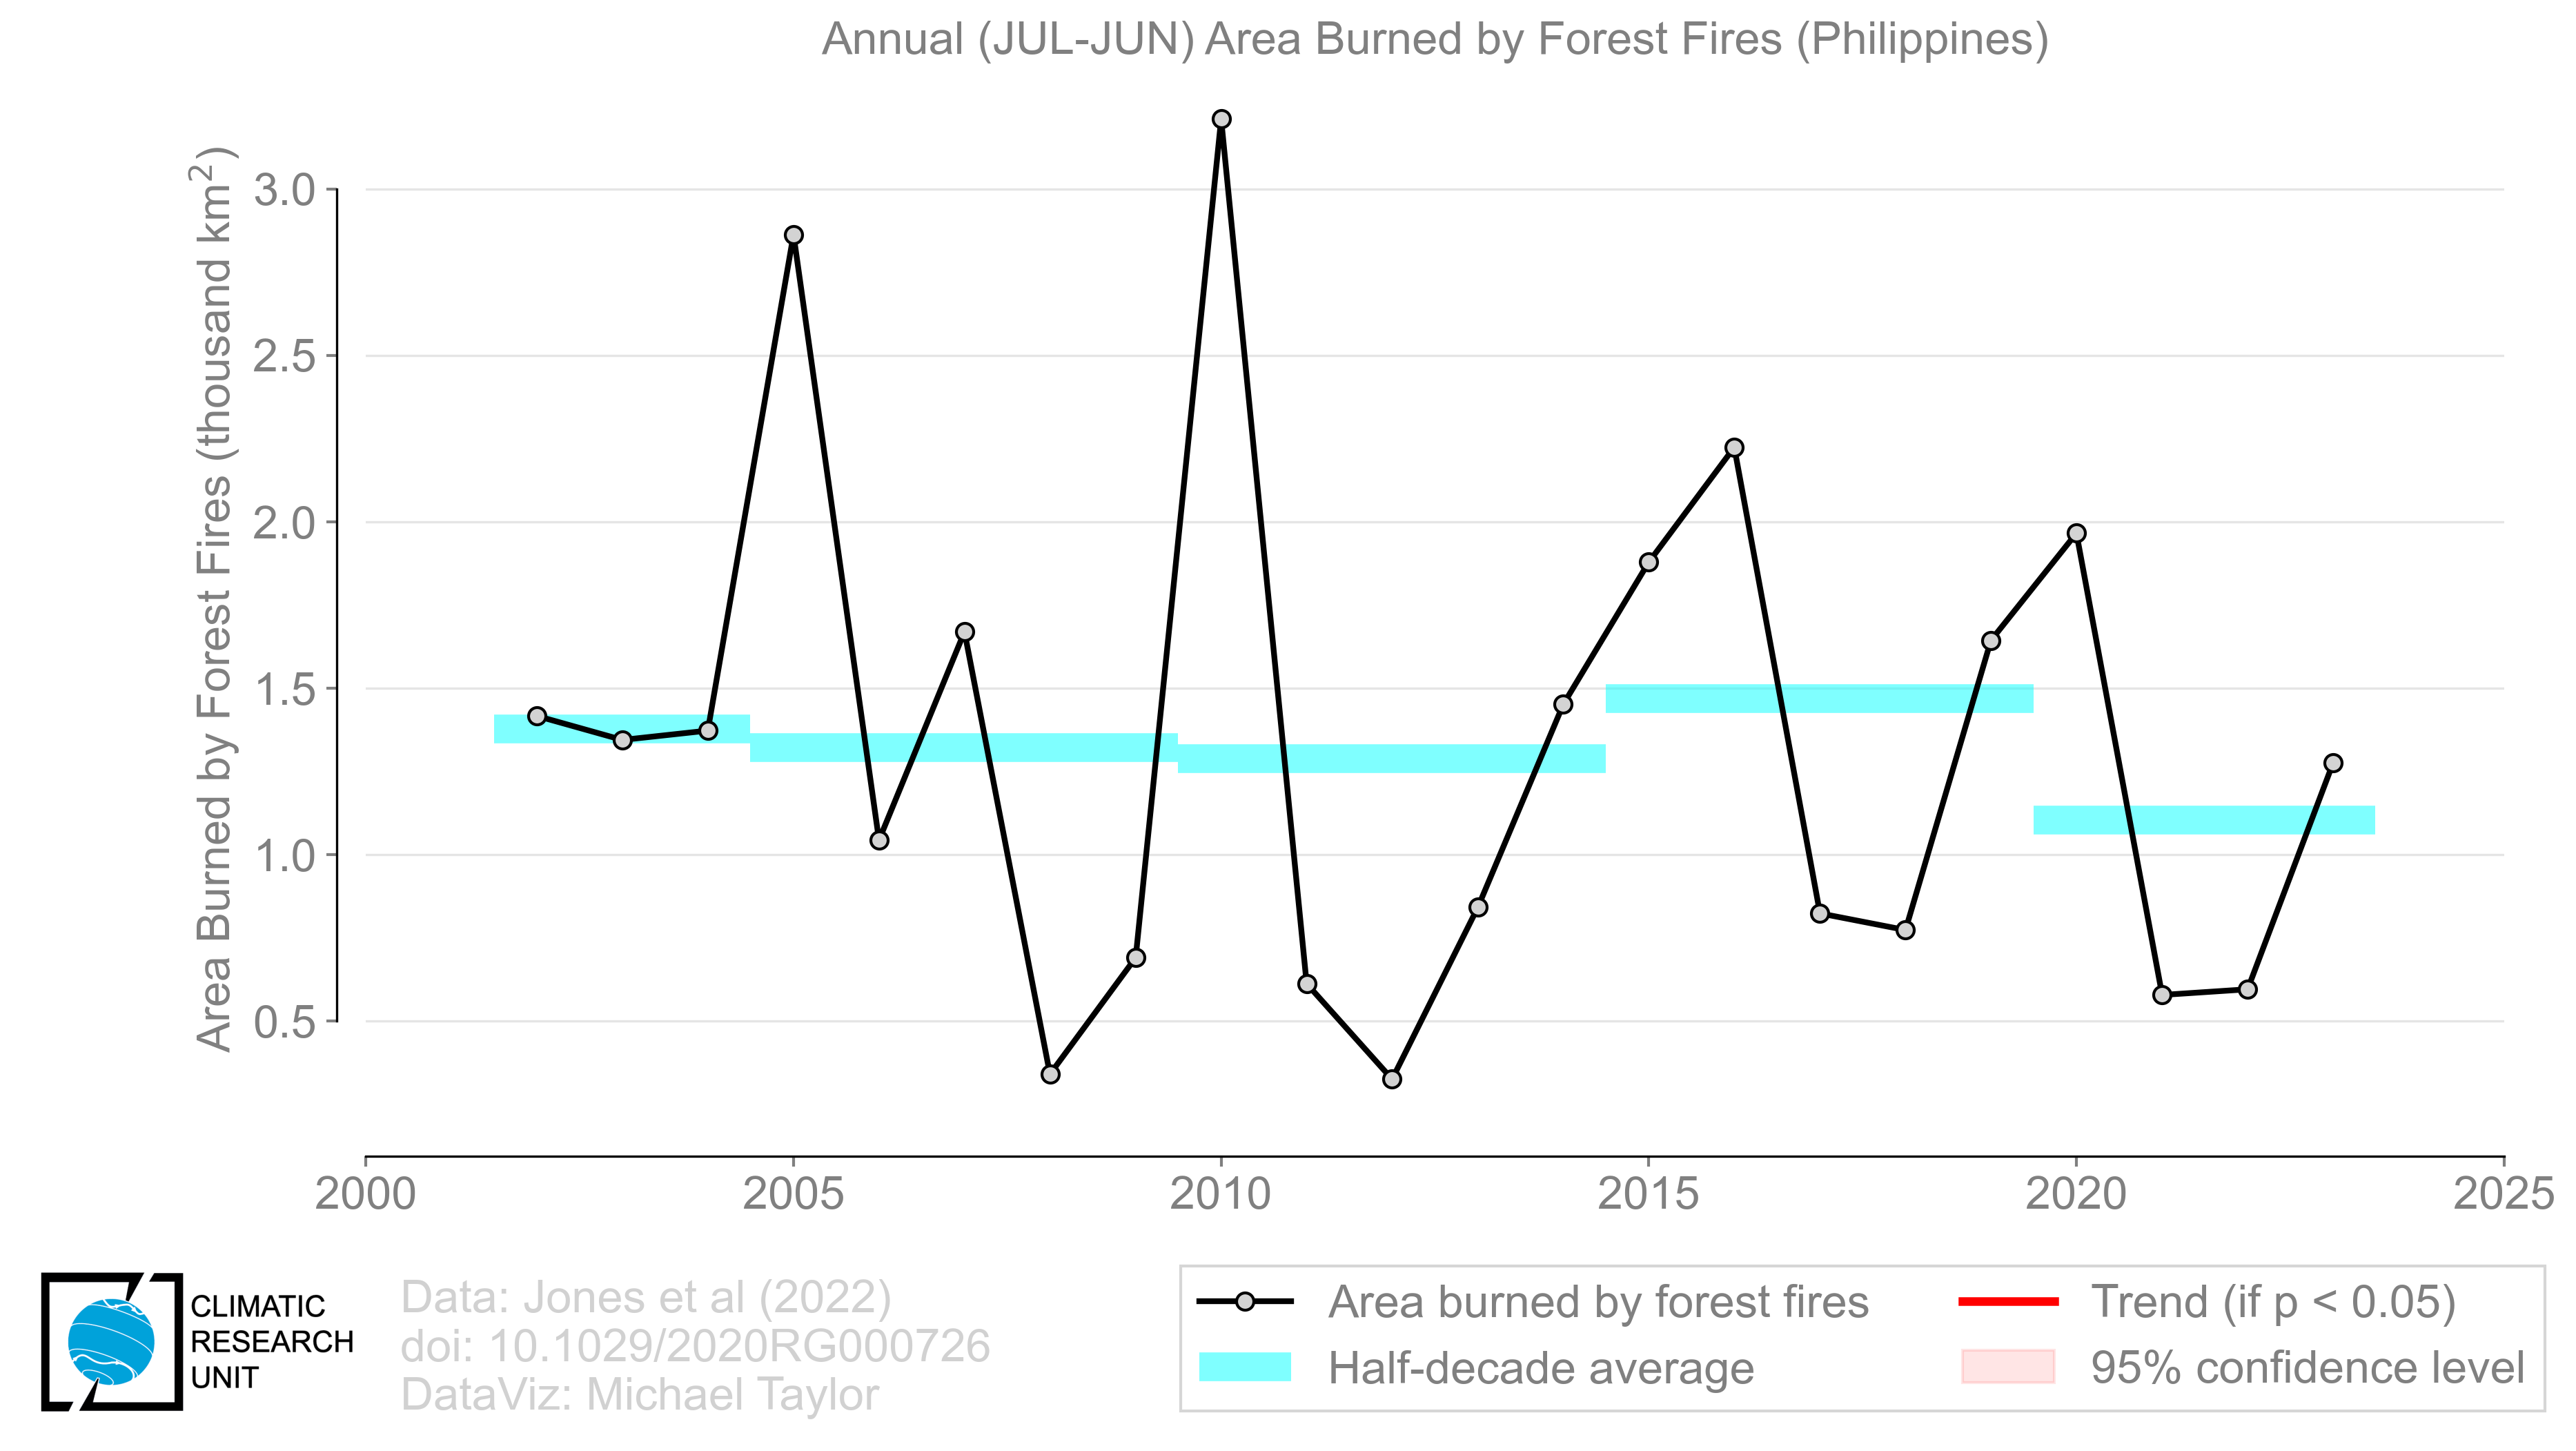 Annual (JUL-JUN) Area Burned by Forest Fires (Philippines)
Area Burned by Forest Fires (thousand km²)
3.0
2.5
2.0
1.5
1.0
0.5
2000 2005 2010 2015 2020 2025
CLIMATIC
RESEARCH
UNIT
Data: Jones et al (2022)
doi: 10.1029/2020RG000726
DataViz: Michael Taylor
Area burned by forest fires
Half-decade average
Trend (if p < 0.05)
95% confidence level